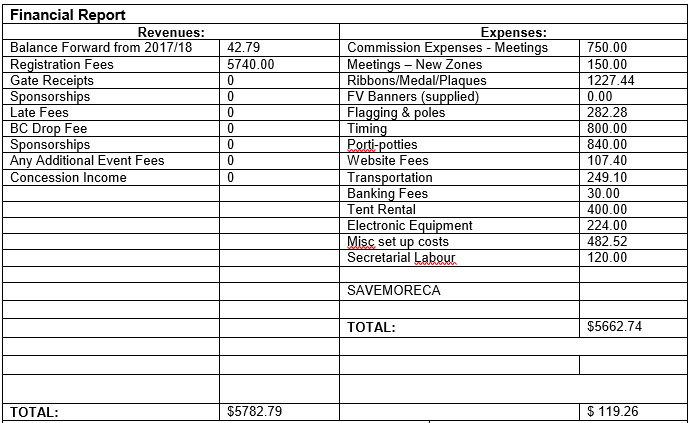 Financial Report
Revenues: Expenses:
Balance Forward from 2017/18 42.79 Commission Expenses - Meetings 750.00
Registration Fees 5740.00 Meetings – New Zones 150.00
Gate Receipts 0 Ribbons/Medal/Plaques 1227.44
Sponsorships 0 FV Banners (supplied) 0.00
Late Fees 0 Flagging & poles 282.28
BC Drop Fee 0 Timing 800.00
Sponsorships 0 Porti-potties 840.00
Any Additional Event Fees 0 Website Fees 107.40
Concession Income 0 Transportation 249.10
Banking Fees 30.00
Tent Rental 400.00
Electronic Equipment 224.00
Misc set up costs 482.52
Secretarial Labour 120.00
SAVEMORECA
TOTAL: $5662.74
TOTAL: $5782.79 $ 119.26